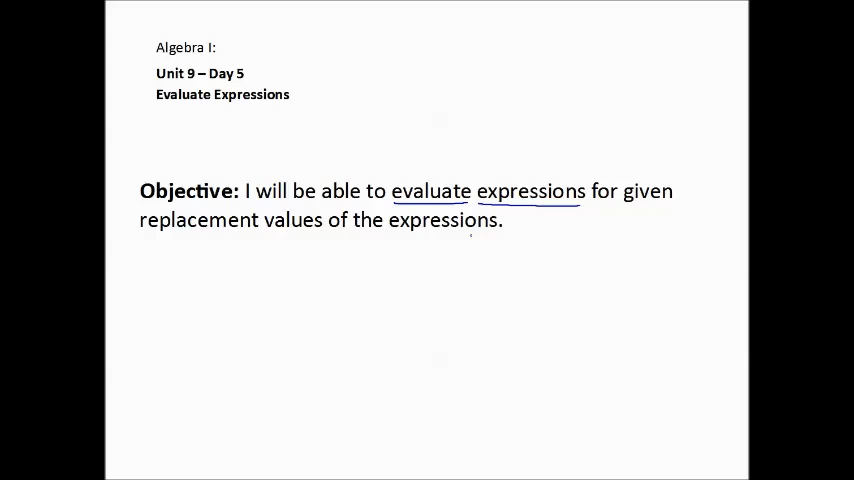 Algebra I:
Unit 9 – Day 5
Evaluate Expressions
Objective: I will be able to evaluate expressions for given
replacement values of the expressions.